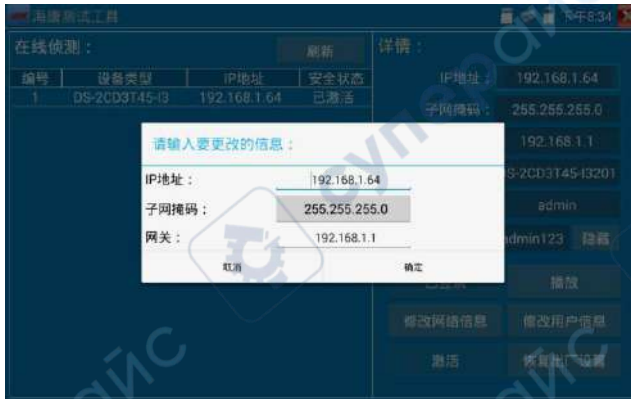 海康测试工具
下午8:34
在线侦测：
刷新
详情：
编号 设备类型 IP地址 安全状态
1 DS-2CD3T45-I3 192.168.1.64 已激活
IP地址： 192.168.1.64
子网掩码： 255.255.255.0
192.168.1.1
S-2CD3T45-I3201
admin
admin123 隐藏
请输入要更改的信息：
IP地址： 192.168.1.64
子网掩码： 255.255.255.0
网关： 192.168.1.1
取消 确定
播放
修改网络信息 修改用户信息
激活 恢复出厂设置